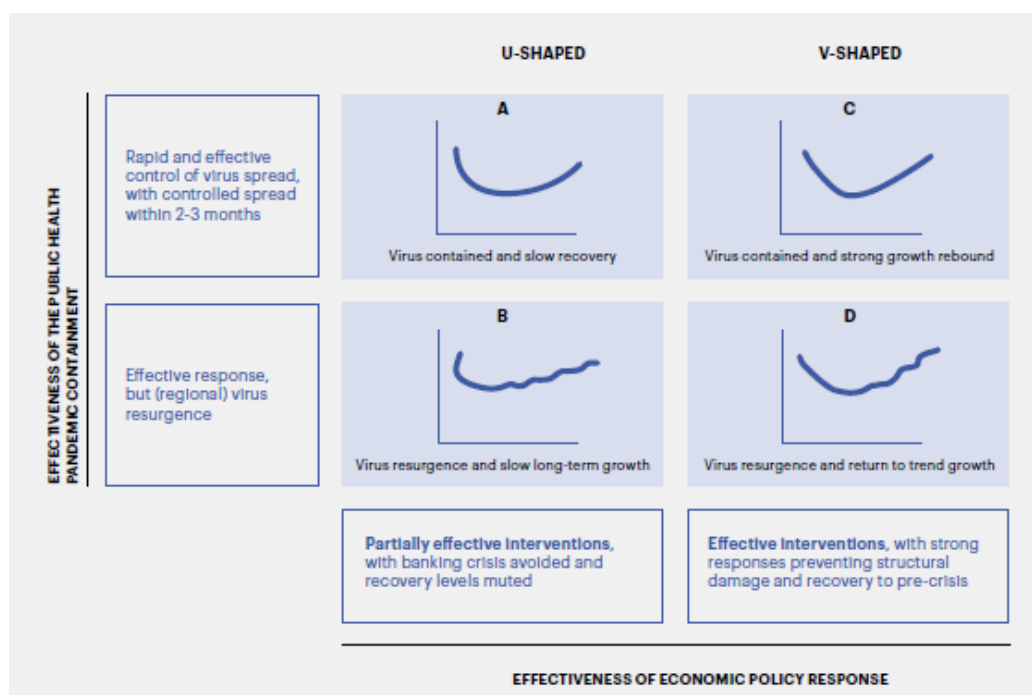 U-SHAPED
V-SHAPED
EFFECTIVENESS OF THE PUBLIC HEALTH
PANDEMIC CONTAINMENT
Rapid and effective
control of virus spread,
with controlled spread
within 2-3 months
A
Virus contained and slow recovery
C
Virus contained and strong growth rebound
Effective response,
but (regional) virus
resurgence
B
Virus resurgence and slow long-term growth
D
Virus resurgence and return to trend growth
Partially effective interventions,
with banking crisis avoided and
recovery levels muted
Effective interventions, with strong
responses preventing structural
damage and recovery to pre-crisis
EFFECTIVENESS OF ECONOMIC POLICY RESPONSE